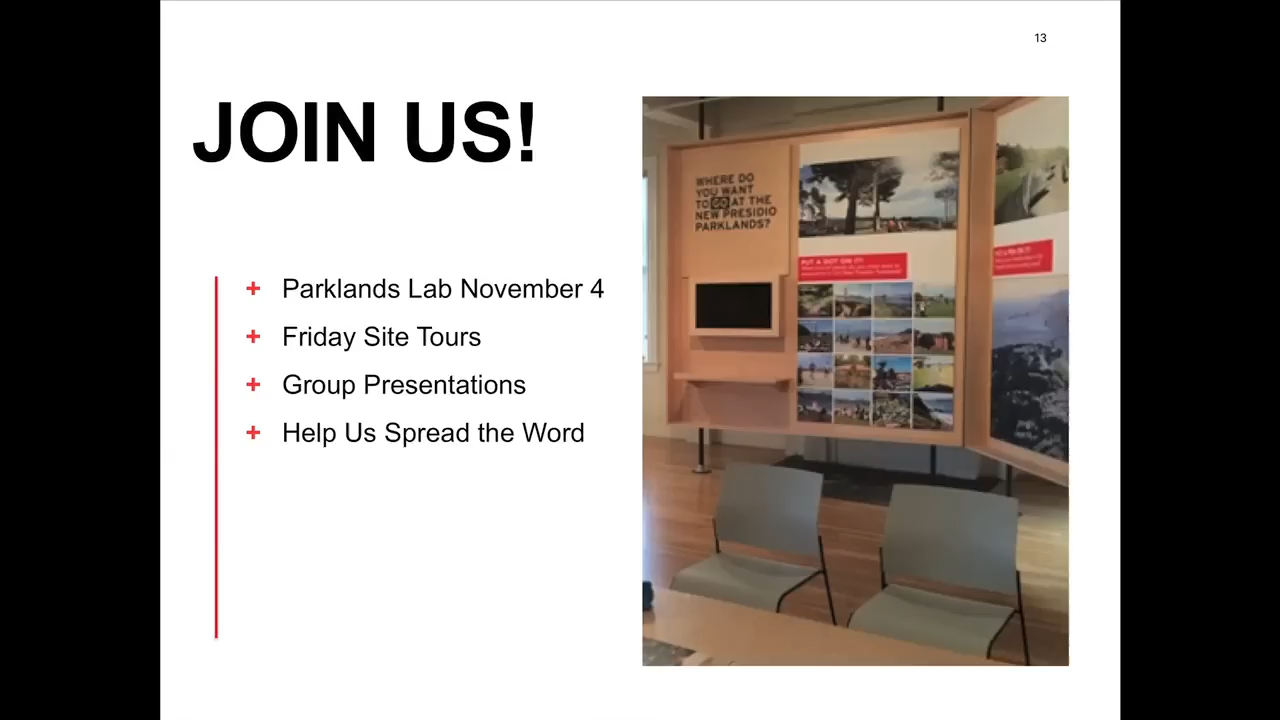 13
JOIN US!
+ Parklands Lab November 4
+ Friday Site Tours
+ Group Presentations
+ Help Us Spread the Word
WHERE DO
YOU WANT
TO GO AT THE
NEW PRESIDIO
PARKLANDS?
PUT A DOT ON IT!